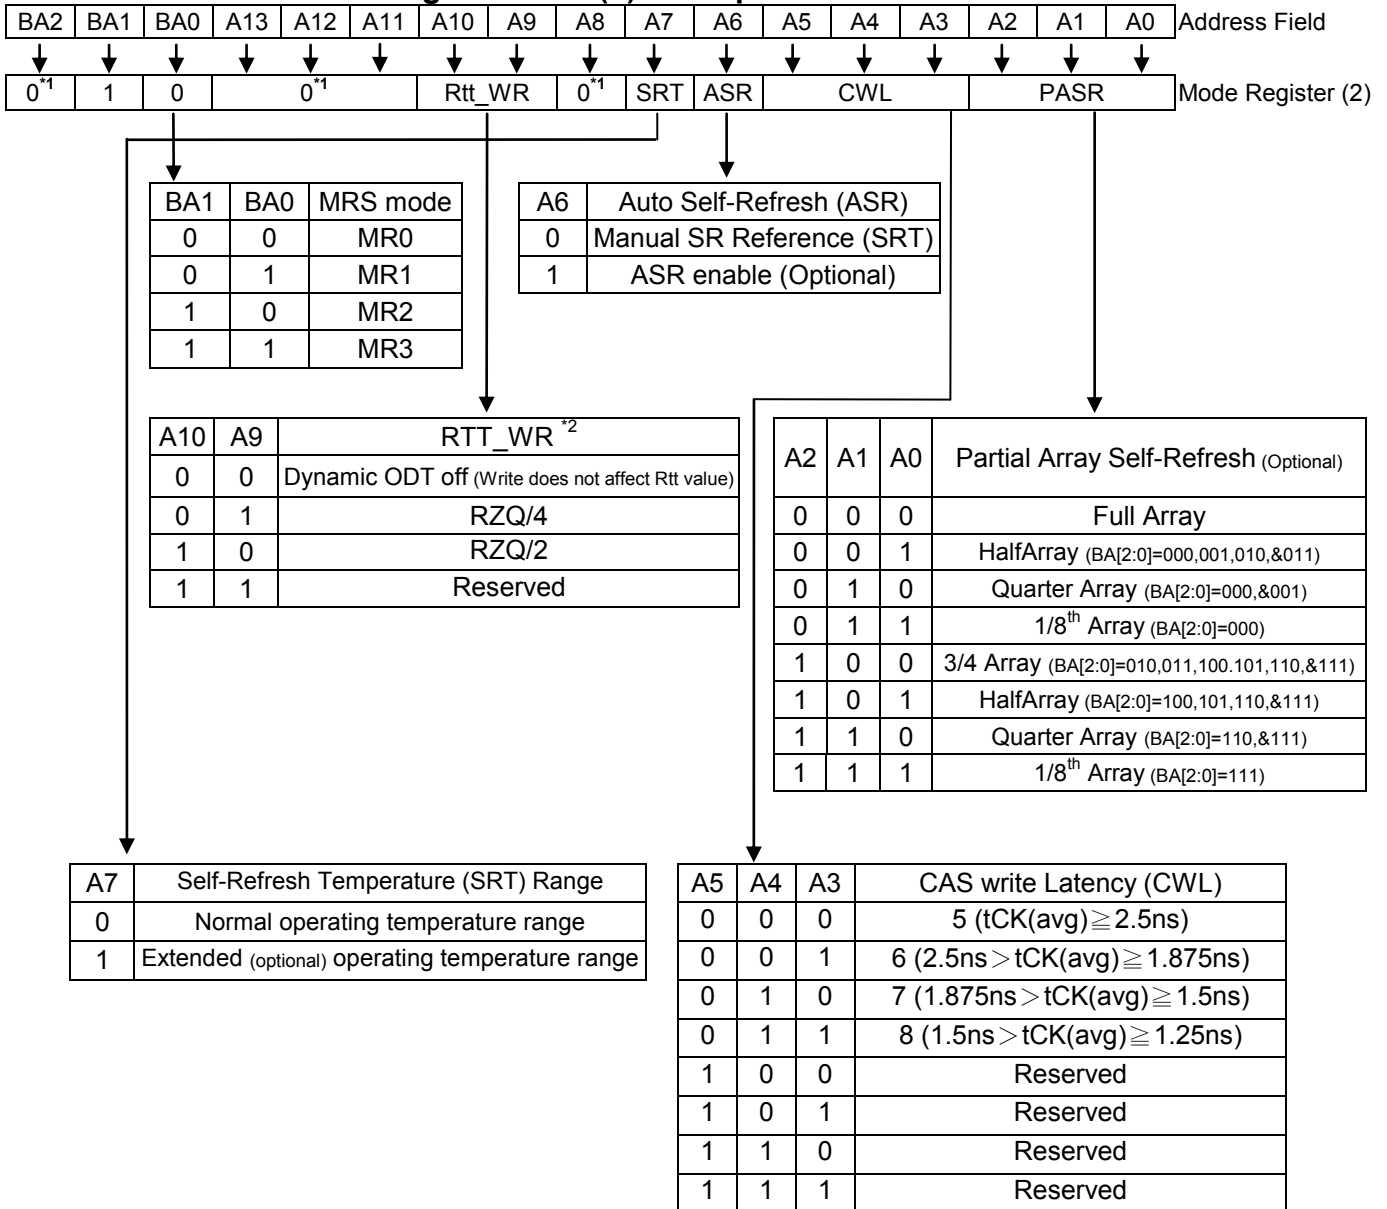 BA2 BA1 BA0 A13 A12 A11 A10 A9 A8 A7 A6 A5 A4 A3 A2 A1 A0 Address Field
0*1 1 0 0*1 Rtt_WR 0*1 SRT ASR CWL PASR Mode Register (2)
BA1 BA0 MRS mode
0 0 MR0
0 1 MR1
1 0 MR2
1 1 MR3
A6 Auto Self-Refresh (ASR)
0 Manual SR Reference (SRT)
1 ASR enable (Optional)
A10 A9 RTT_WR *2
0 0 Dynamic ODT off (Write does not affect Rtt value)
0 1 RZQ/4
1 0 RZQ/2
1 1 Reserved
A2 A1 A0 Partial Array Self-Refresh (Optional)
0 0 0 Full Array
0 0 1 HalfArray (BA[2:0]=000,001,010,&011)
0 1 0 Quarter Array (BA[2:0]=000,&001)
0 1 1 1/8th Array (BA[2:0]=000)
1 0 0 3/4 Array (BA[2:0]=010,011,100.101,110,&111)
1 0 1 HalfArray (BA[2:0]=100,101,110,&111)
1 1 0 Quarter Array (BA[2:0]=110,&111)
1 1 1 1/8th Array (BA[2:0]=111)
A7 Self-Refresh Temperature (SRT) Range
0 Normal operating temperature range
1 Extended (optional) operating temperature range
A5 A4 A3 CAS write Latency (CWL)
0 0 0 5 (tCK(avg)≧2.5ns)
0 0 1 6 (2.5ns＞tCK(avg)≧1.875ns)
0 1 0 7 (1.875ns＞tCK(avg)≧1.5ns)
0 1 1 8 (1.5ns＞tCK(avg)≧1.25ns)
1 0 0 Reserved
1 0 1 Reserved
1 1 0 Reserved
1 1 1 Reserved